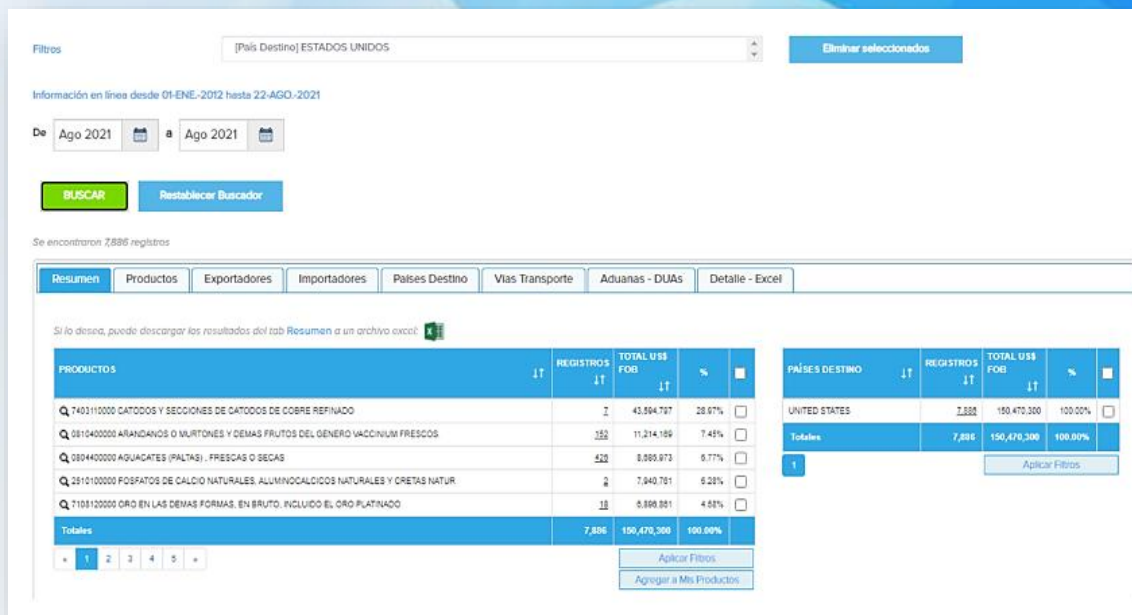 Filtros
[País Destino] ESTADOS UNIDOS
Eliminar seleccionados
Información en línea desde 01-ENE.-2012 hasta 22-AGO.-2021
De Ago 2021 a Ago 2021
BUSCAR
Restablecer Buscador
Se encontraron 7,886 registros
Resumen Productos Exportadores Importadores Países Destino Vías Transporte Aduanas - DUAs Detalle - Excel
Si lo desea, puede descargar los resultados del tab Resumen a un archivo excel:
PRODUCTOS REGISTROS TOTAL US$ FOB %
7403110000 CATODOS Y SECCIONES DE CATODOS DE COBRE REFINADO 7 43,594,797 28.97%
0810400000 ARANDANOS O MURTONES Y DEMAS FRUTOS DEL GENERO VACCINIUM FRESCOS 152 11,214,169 7.45%
0804400000 AGUACATES (PALTAS) , FRESCAS O SECAS 426 6.77%
2510100000 FOSFATOS DE CALCIO NATURALES, ALUMINOCALCICOS NATURALES Y CRETAS NATUR 2 7,940,761 5.28%
7108120000 ORO EN LAS DEMAS FORMAS, EN BRUTO, INCLUIDO EL ORO PLATINADO 18 4.58%
Totales 7,886 150,470,300 100.00%
« 1 2 3 4 5 »
Aplicar Filtros
Agregar a Mis Productos
PAÍSES DESTINO REGISTROS TOTAL US$ FOB %
UNITED STATES 7,886 150,470,300 100.00%
Totales 7,886 150,470,300 100.00%
1
Aplicar Filtros